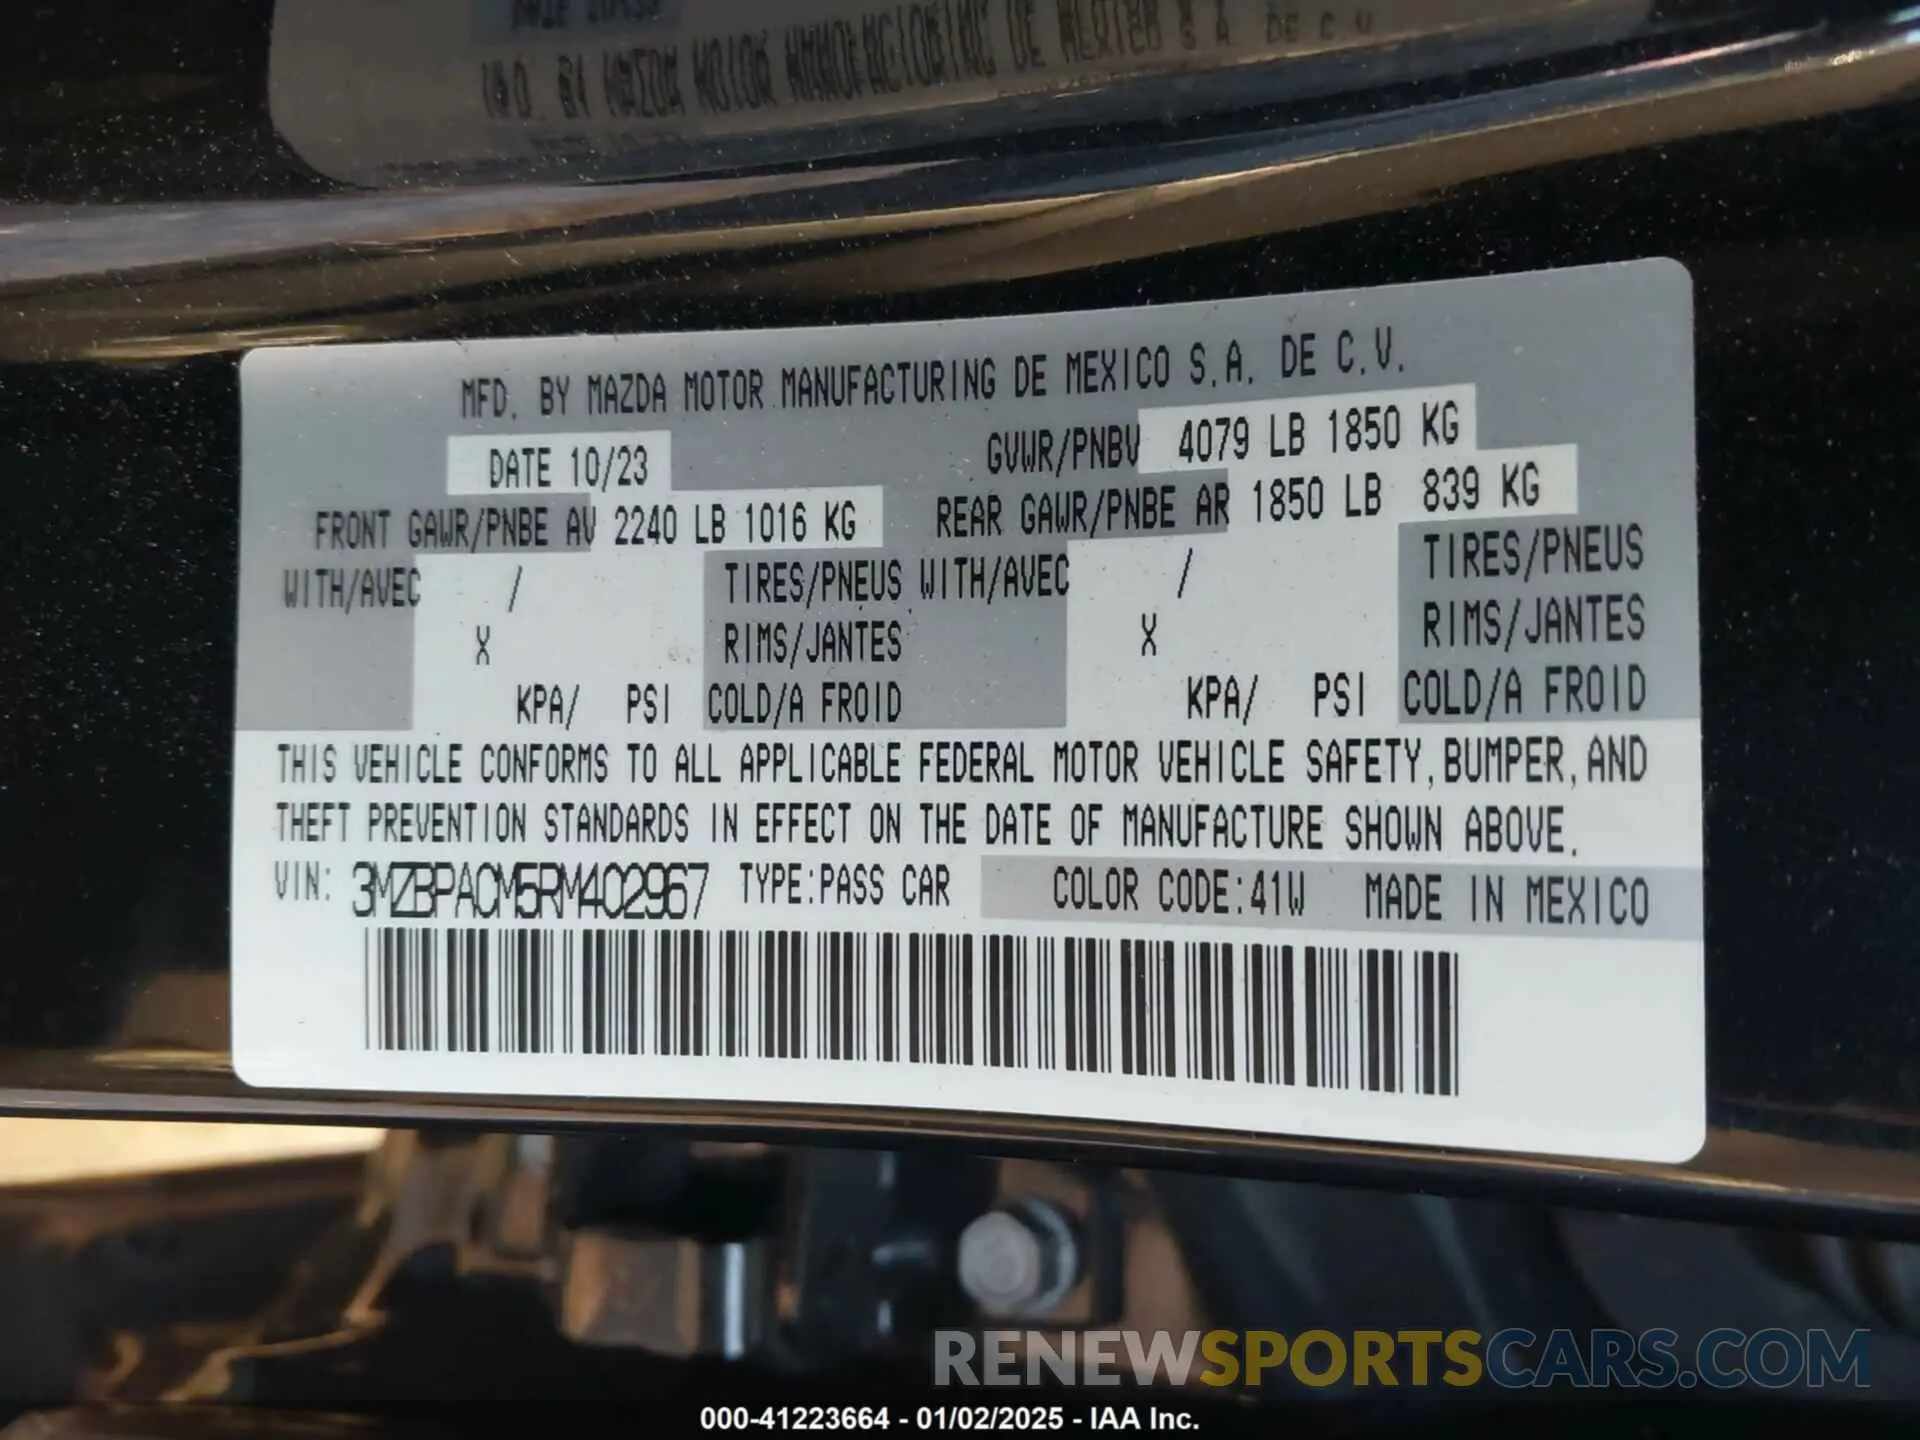 MFD. BY MAZDA MOTOR MANUFACTURING DE MEXICO S.A. DE C.V.
DATE 10/23 GVWR/PNBV 4079 LB 1850 KG
FRONT GAWR/PNBE AV 2240 LB 1016 KG REAR GAWR/PNBE AR 1850 LB 839 KG
WITH/AVEC / TIRES/PNEUS WITH/AVEC / TIRES/PNEUS
X RIMS/JANTES X RIMS/JANTES
KPA/ PSI COLD/A FROID KPA/ PSI COLD/A FROID
THIS VEHICLE CONFORMS TO ALL APPLICABLE FEDERAL MOTOR VEHICLE SAFETY, BUMPER, AND
THEFT PREVENTION STANDARDS IN EFFECT ON THE DATE OF MANUFACTURE SHOWN ABOVE.
VIN: 3MZBPACM5RM402967 TYPE:PASS CAR COLOR CODE:41W MADE IN MEXICO
RENEWSPORTSCARS.COM
000-41223664 - 01/02/2025 - IAA Inc.